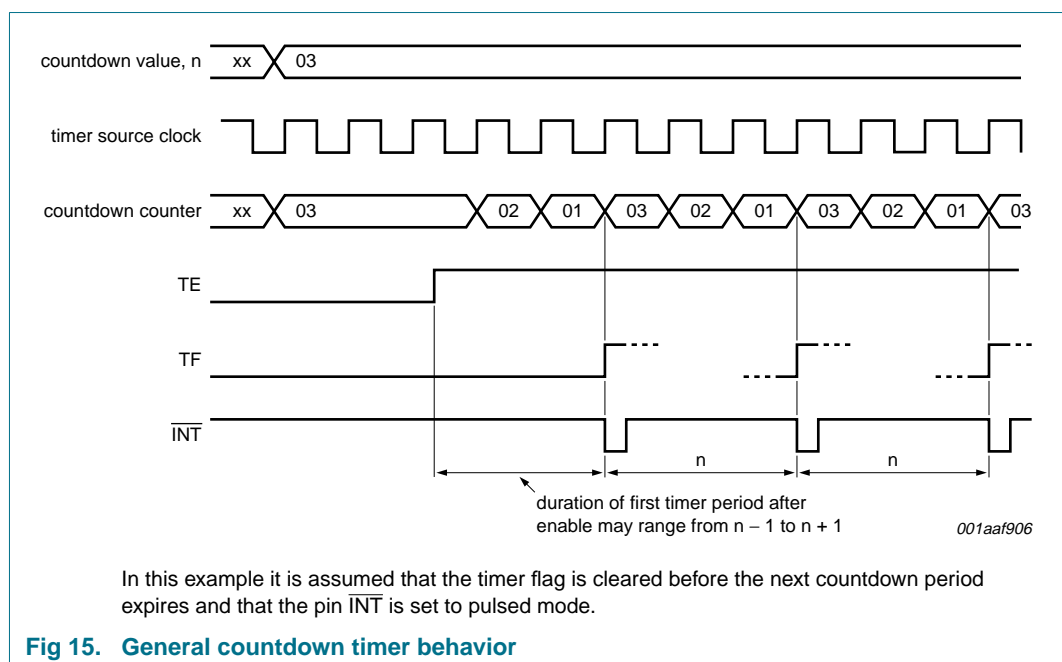 countdown value, n xx 03
timer source clock
countdown counter xx 03 02 01 03 02 01 03 02 01 03
TE
TF
INT
n n
duration of first timer period after
enable may range from n − 1 to n + 1
001aaf906
In this example it is assumed that the timer flag is cleared before the next countdown period
expires and that the pin INT is set to pulsed mode.
Fig 15. General countdown timer behavior